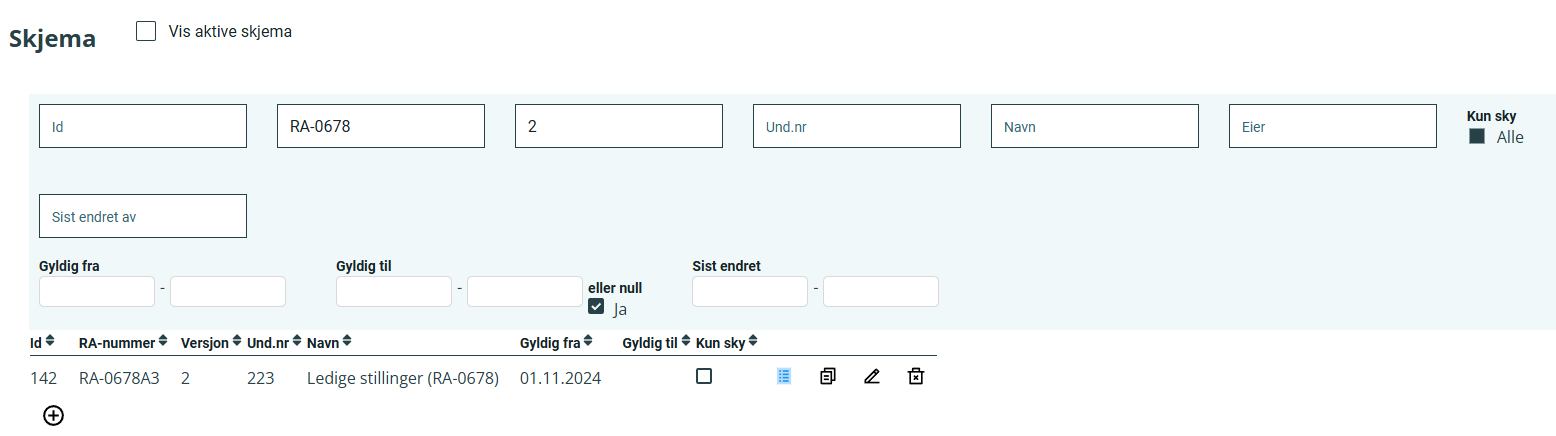 Skjema
Vis aktive skjema
Id RA-0678 2 Und.nr Navn Eier Kun sky
Alle
Sist endret av
Gyldig fra Gyldig til Sist endret
- - eller null -
Ja
Id RA-nummer Versjon Und.nr Navn Gyldig fra Gyldig til Kun sky
142 RA-0678A3 2 223 Ledige stillinger (RA-0678) 01.11.2024